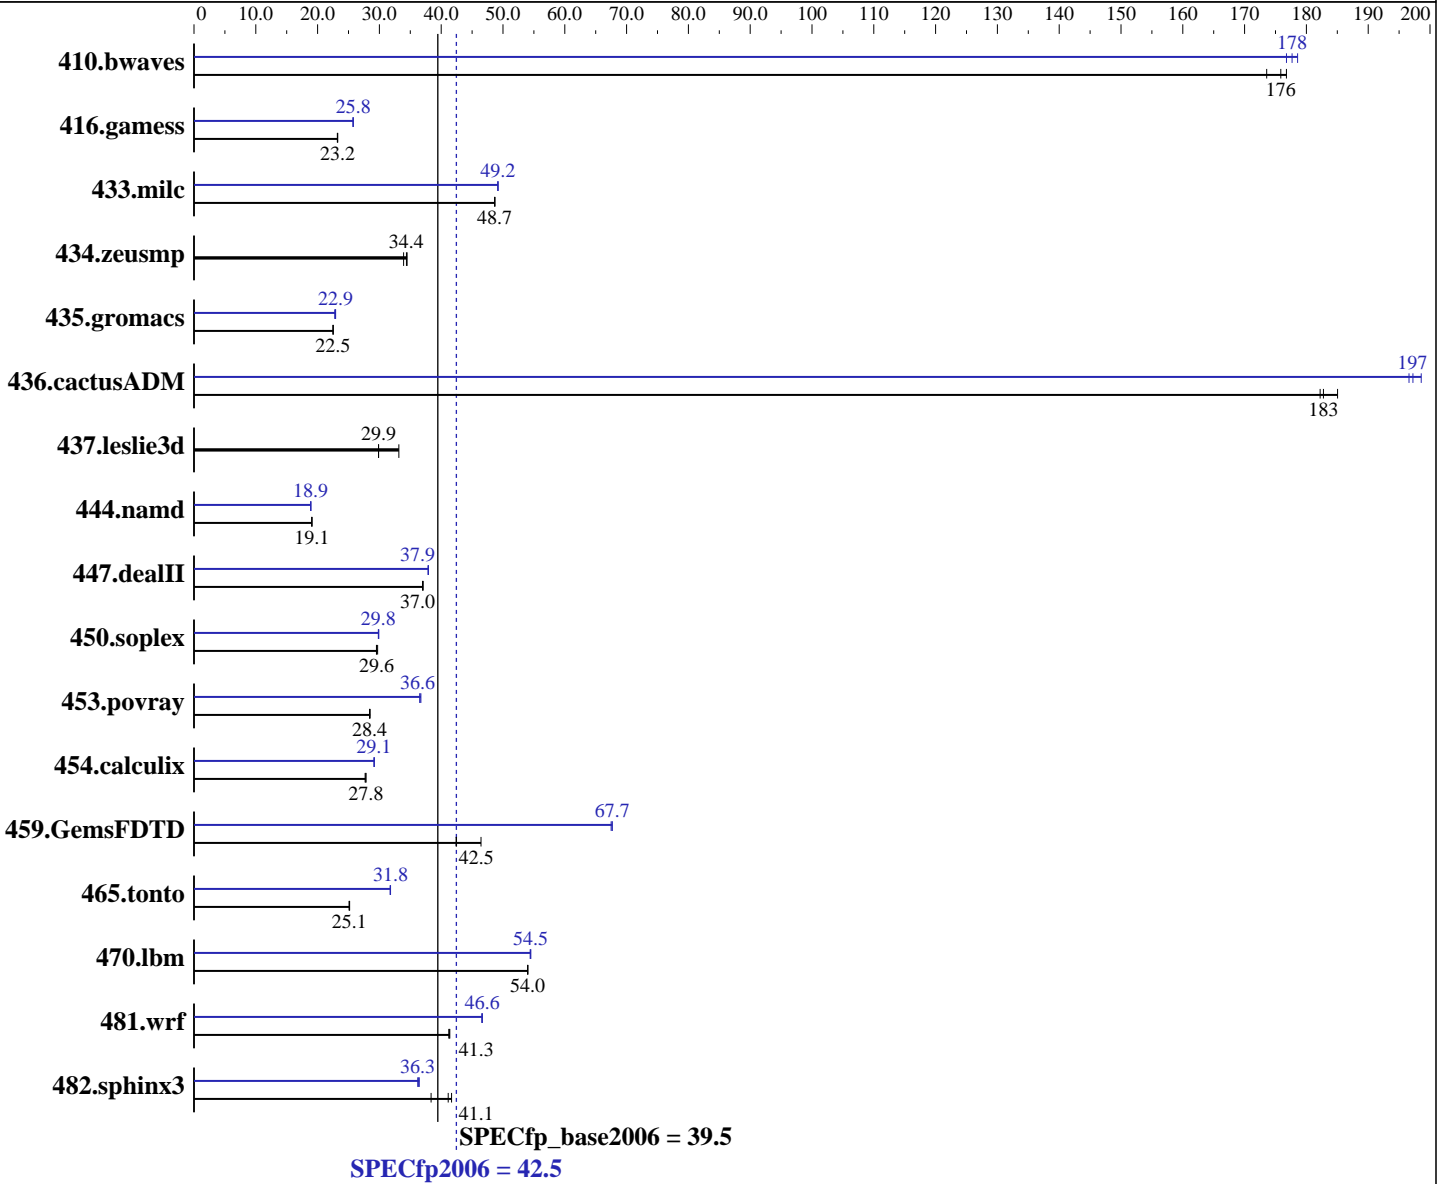 0 10.0 20.0 30.0 40.0 50.0 60.0 70.0 80.0 90.0 100 110 120 130 140 150 160 170 180 190 200
178
410.bwaves
176
25.8
416.gamess
23.2
49.2
433.milc
48.7
34.4
434.zeusmp
22.9
435.gromacs
22.5
197
436.cactusADM
183
29.9
437.leslie3d
18.9
444.namd
19.1
37.9
447.dealII
37.0
29.8
450.soplex
29.6
36.6
453.povray
28.4
29.1
454.calculix
27.8
67.7
459.GemsFDTD
42.5
31.8
465.tonto
25.1
54.5
470.lbm
54.0
46.6
481.wrf
41.3
36.3
482.sphinx3
41.1
SPECfp_base2006 = 39.5
SPECfp2006 = 42.5